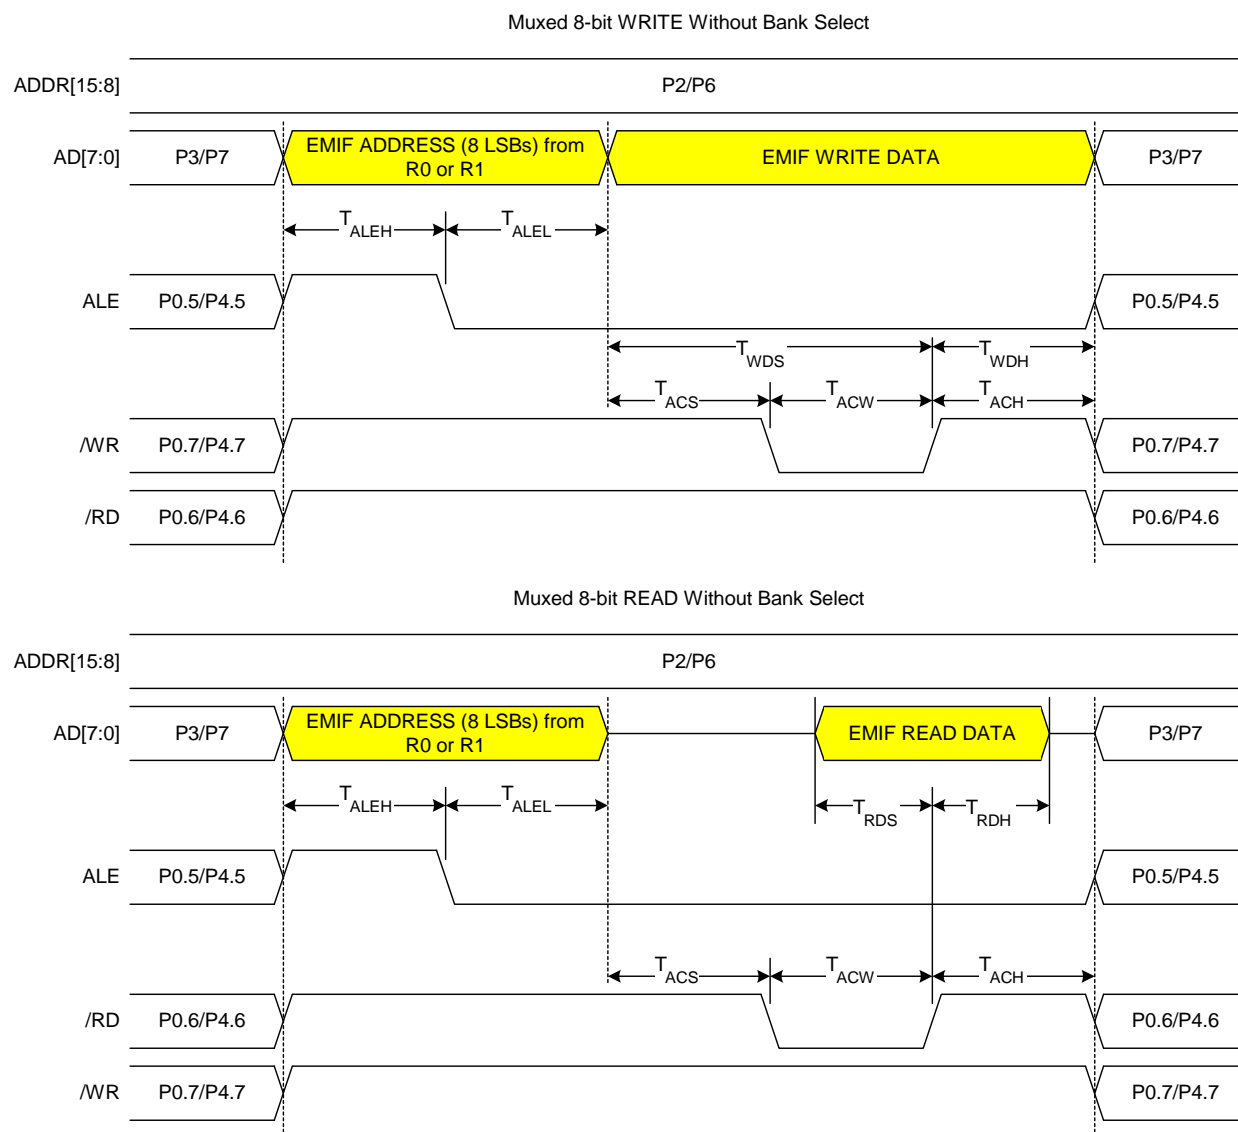 Muxed 8-bit WRITE Without Bank Select
ADDR[15:8] P2/P6
AD[7:0] P3/P7 EMIF ADDRESS (8 LSBs) from EMIF WRITE DATA P3/P7
R0 or R1
TALEH TALEL
ALE P0.5/P4.5 P0.5/P4.5
TWDS TWDH
TACS TACW TACH
/WR P0.7/P4.7 P0.7/P4.7
/RD P0.6/P4.6 P0.6/P4.6
Muxed 8-bit READ Without Bank Select
ADDR[15:8] P2/P6
AD[7:0] P3/P7 EMIF ADDRESS (8 LSBs) from EMIF READ DATA P3/P7
R0 or R1
TALEH TALEL TRDS TRDH
ALE P0.5/P4.5 P0.5/P4.5
TACS TACW TACH
/RD P0.6/P4.6 P0.6/P4.6
/WR P0.7/P4.7 P0.7/P4.7